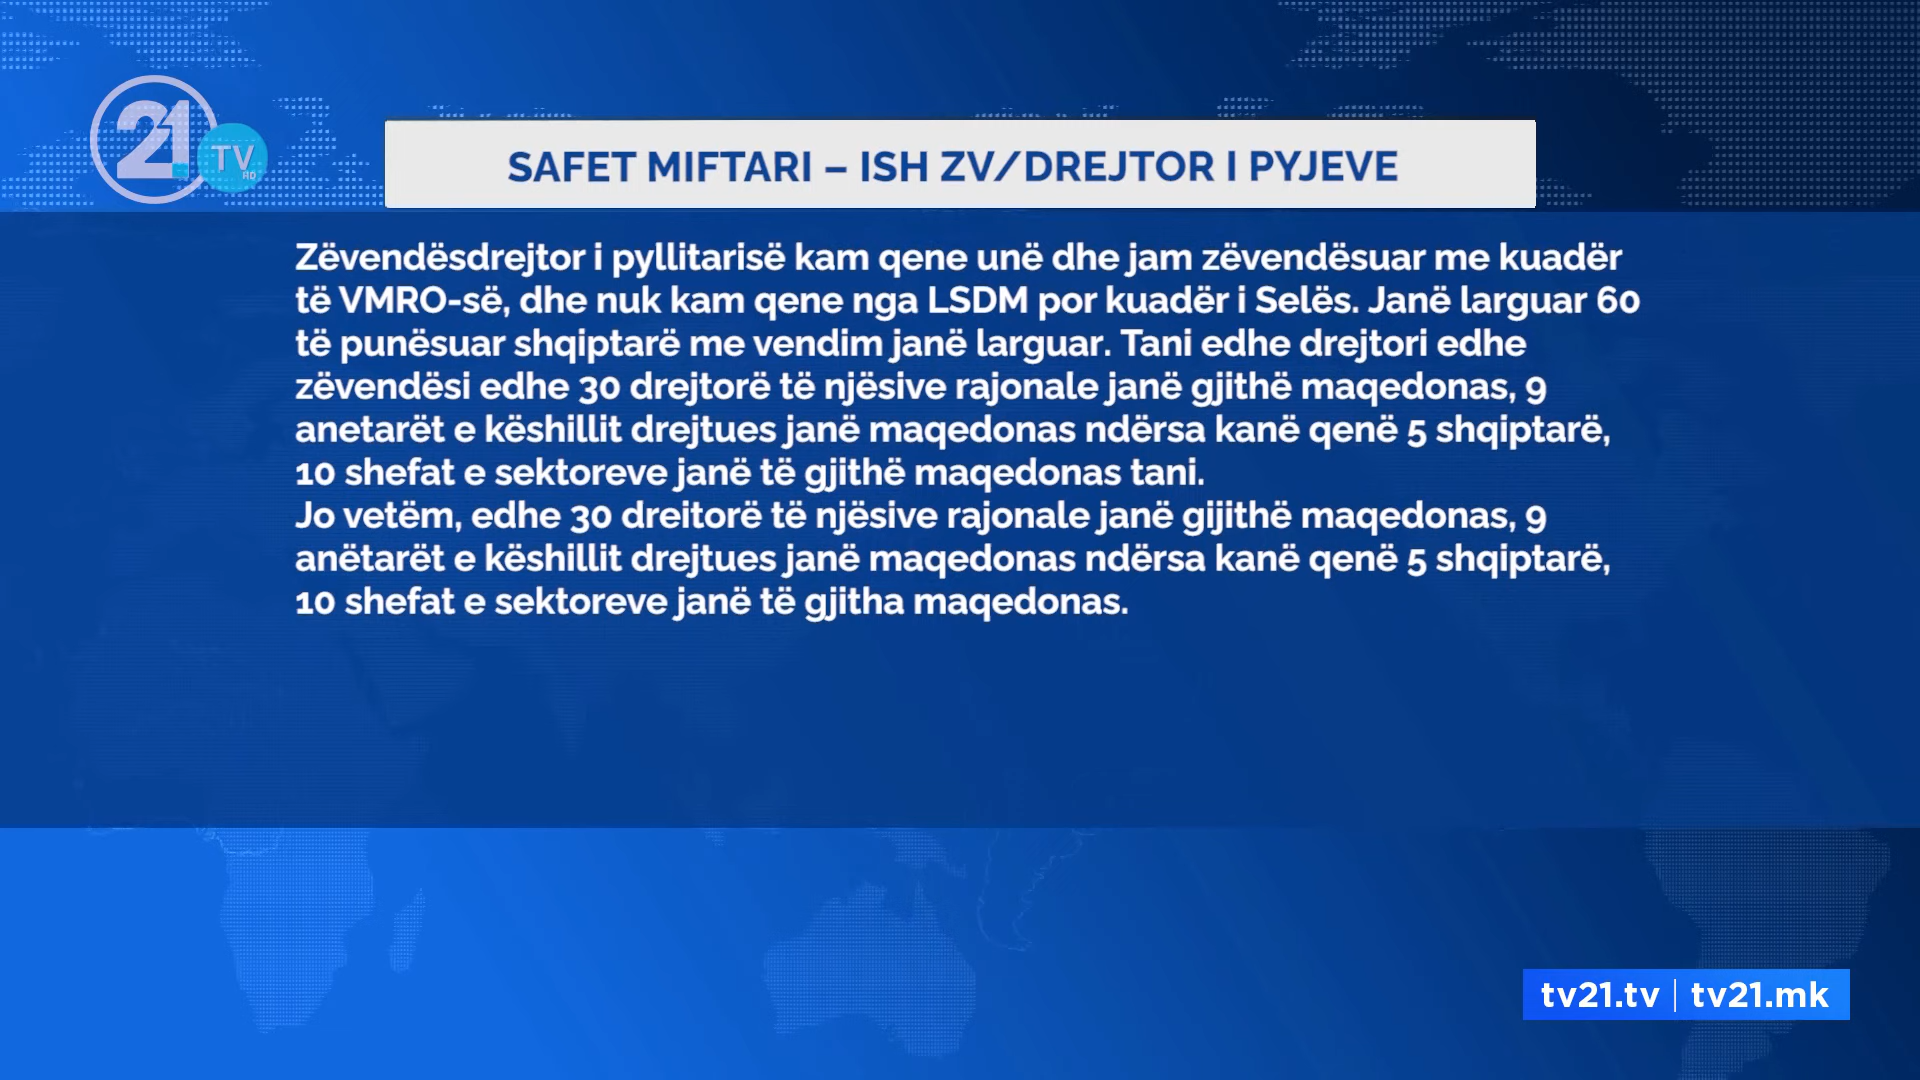 21.
TV
HD
SAFET MIFTARI – ISH ZV/DREJTOR I PYJEVE
Zëvendësdrejtor i pyllitarisë kam qene unë dhe jam zëvendësuar me kuadër
të VMRO-së, dhe nuk kam qene nga LSDM por kuadër i Selës. Janë larguar 60
të punësuar shqiptarë me vendim janë larguar. Tani edhe drejtori edhe
zëvendësi edhe 30 drejtorë të njësive rajonale janë gjithë maqedonas, 9
anetarët e këshillit drejtues janë maqedonas ndërsa kanë qenë 5 shqiptarë,
10 shefat e sektoreve janë të gjithë maqedonas tani.
Jo vetëm, edhe 30 dreitorë të njësive rajonale janë gijithë maqedonas, 9
anëtarët e këshillit drejtues janë maqedonas ndërsa kanë qenë 5 shqiptarë,
10 shefat e sektoreve janë të gjitha maqedonas.
tv21.tv | tv21.mk